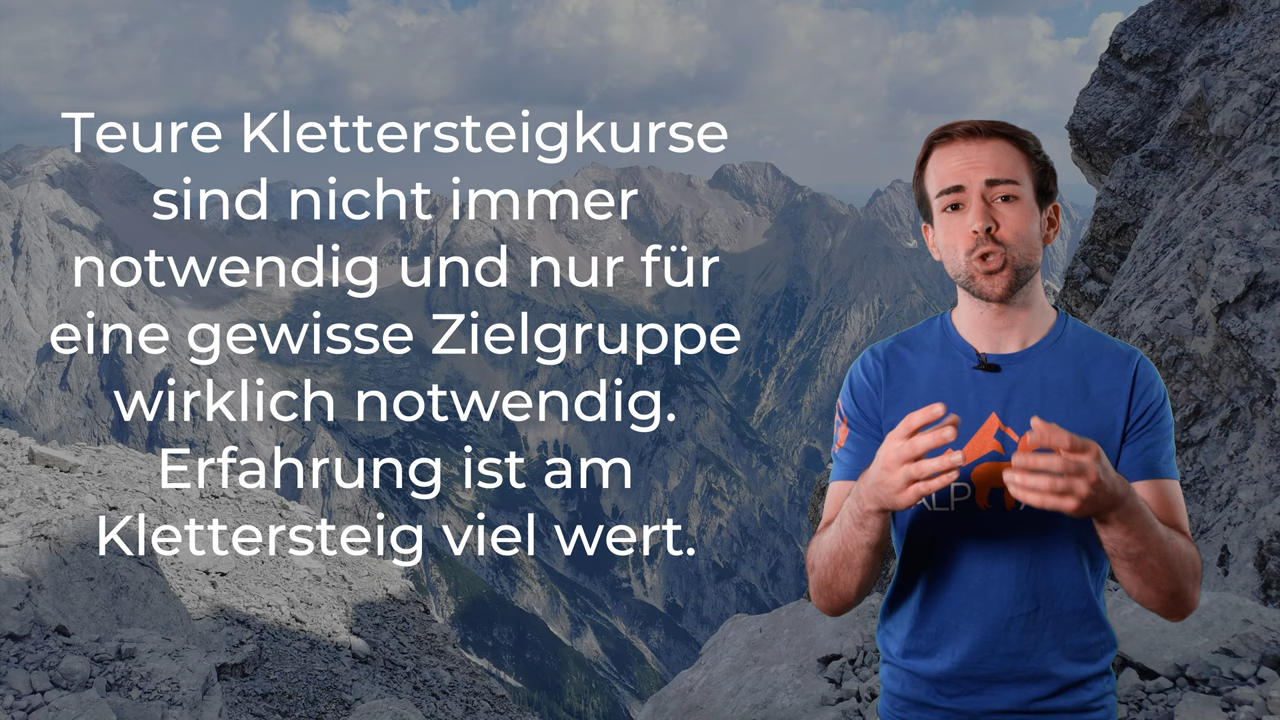 Teure Klettersteigkurse
sind nicht immer
notwendig und nur für
eine gewisse Zielgruppe
wirklich notwendig.
Erfahrung ist am
Klettersteig viel wert.